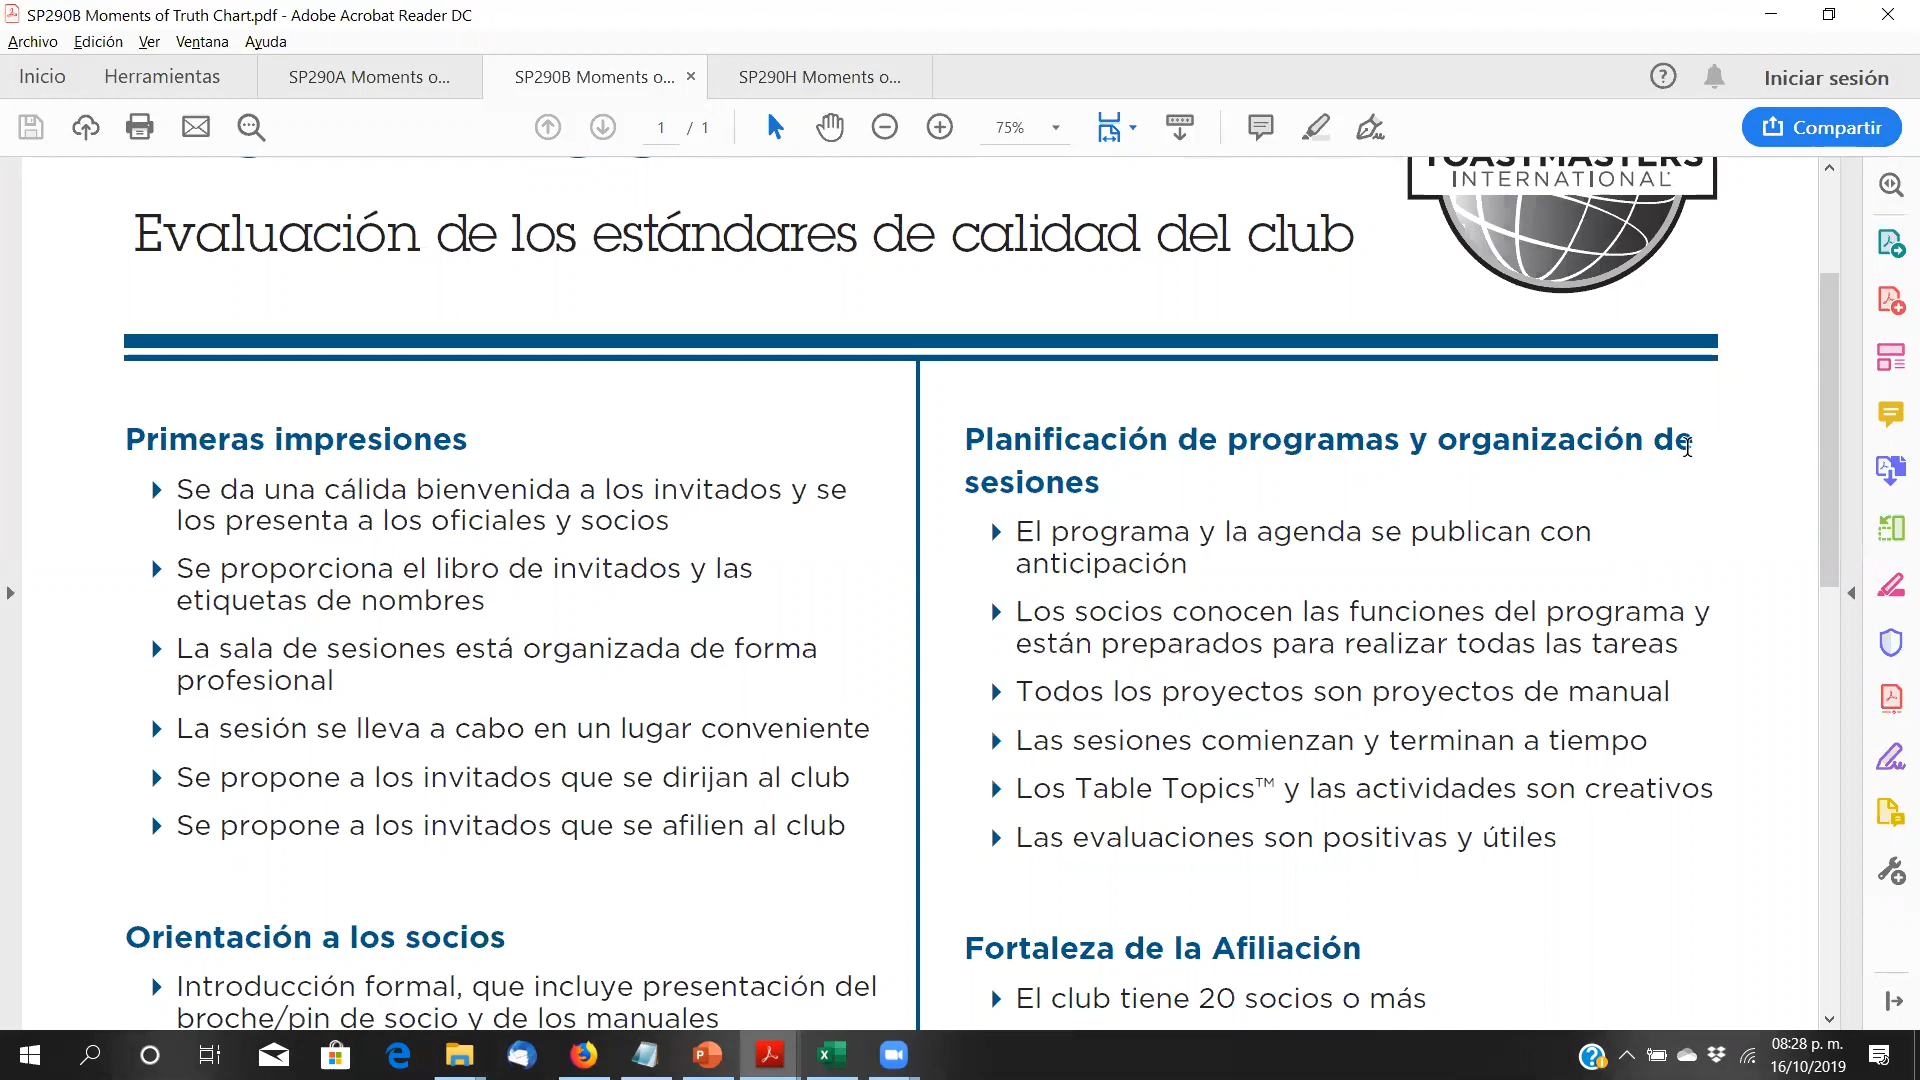 SP290B Moments of Truth Chart.pdf - Adobe Acrobat Reader DC
Archivo Edición Ver Ventana Ayuda
Inicio Herramientas SP290A Moments o... SP290B Moments o... × SP290H Moments o... Iniciar sesión
1 / 1 75% Compartir
TOASTMASTERS
INTERNATIONAL
Evaluación de los estándares de calidad del club
Primeras impresiones
Se da una cálida bienvenida a los invitados y se
los presenta a los oficiales y socios
Se proporciona el libro de invitados y las
etiquetas de nombres
La sala de sesiones está organizada de forma
profesional
La sesión se lleva a cabo en un lugar conveniente
Se propone a los invitados que se dirijan al club
Se propone a los invitados que se afilien al club
Orientación a los socios
Introducción formal, que incluye presentación del
broche/pin de socio y de los manuales
Planificación de programas y organización de
sesiones
El programa y la agenda se publican con
anticipación
Los socios conocen las funciones del programa y
están preparados para realizar todas las tareas
Todos los proyectos son proyectos de manual
Las sesiones comienzan y terminan a tiempo
Los Table Topics™ y las actividades son creativos
Las evaluaciones son positivas y útiles
Fortaleza de la Afiliación
El club tiene 20 socios o más
08:28 p. m.
16/10/2019